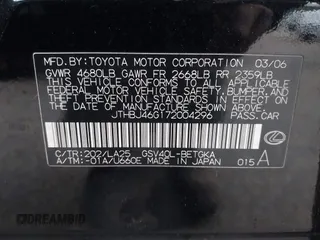 MFD.BY:TOYOTA MOTOR CORPORATION 03/06
GVWR 4680LB GAWR FR 2668LB RR 2359LB
THIS VEHICLE CONFORMS TO ALL APPLICABLE
FEDERAL MOTOR VEHICLE SAFETY, BUMPER, AND
THEFT PREVENTION STANDARDS IN EFFECT ON
THE DATE OF MANUFACTURE SHOWN ABOVE.
JTHBJ46G172004296 PASS.CAR
C/TR:202/LA25 GSV40L-BETGKA
A/TM:-01A/U660E MADE IN JAPAN 015 A